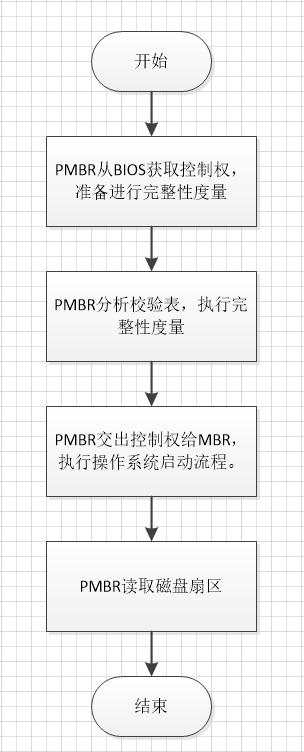 开始
PMBR从BIOS获取控制权，
准备进行完整性度量
PMBR分析校验表，执行完
整性度量
PMBR交出控制权给MBR，
执行操作系统启动流程。
PMBR读取磁盘扇区
结束